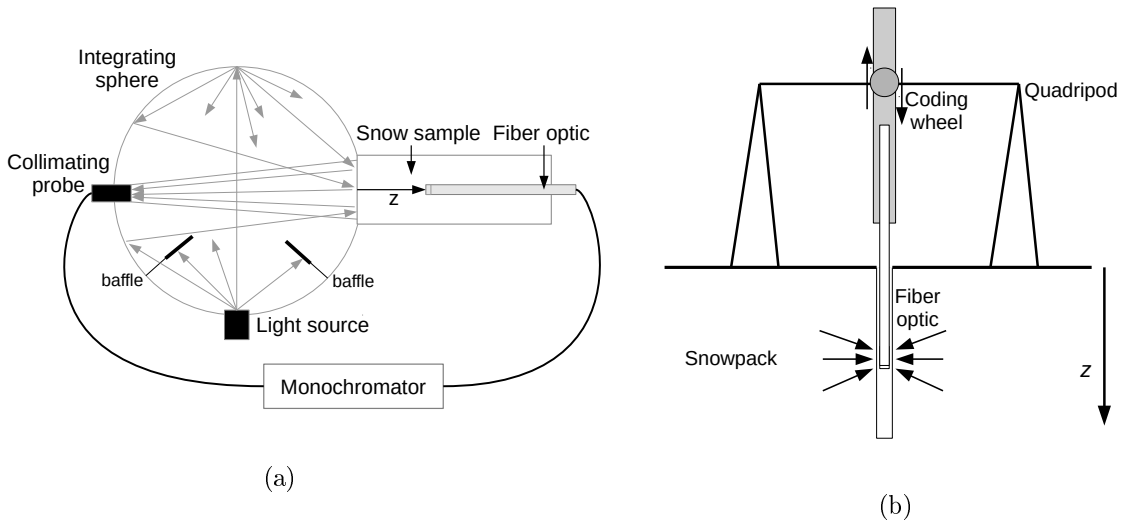 Integrating
sphere
Collimating
probe
Snow sample
Fiber optic
z
baffle
baffle
Light source
Monochromator
(a)
Quadripod
Coding
wheel
Fiber
optic
Snowpack
z
(b)